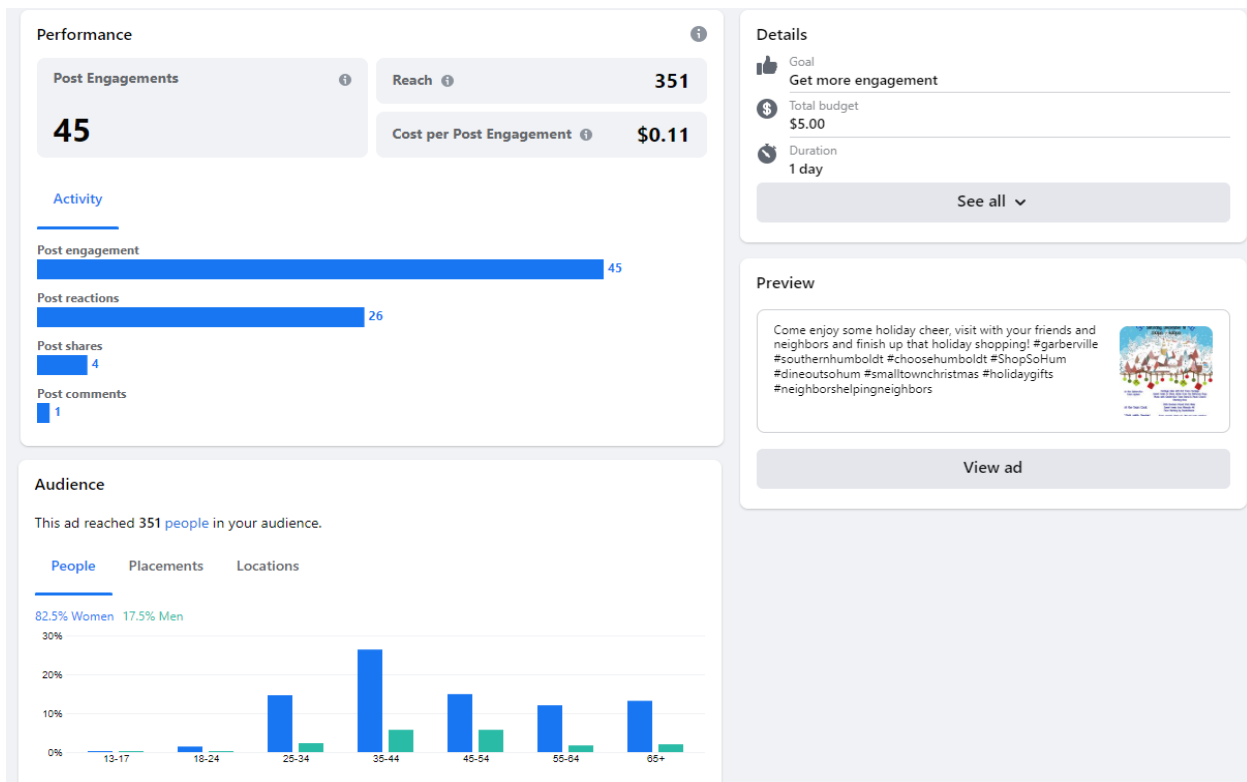 Performance
Post Engagements
45
Reach
351
Cost per Post Engagement
$0.11
Activity
Post engagement
45
Post reactions
26
Post shares
4
Post comments
1
Audience
This ad reached 351 people in your audience.
People Placements Locations
82.5% Women 17.5% Men
30%
20%
10%
0%
13-17 18-24 25-34 35-44 45-54 55-64 65+
Details
Goal
Get more engagement
Total budget
$5.00
Duration
1 day
See all
Preview
Come enjoy some holiday cheer, visit with your friends and
neighbors and finish up that holiday shopping! #garberville
#southernhumboldt #choosehumboldt #ShopSoHum
#dineoutsohum #smalltownchristmas #holidaygifts
#neighborshelpingneighbors
View ad